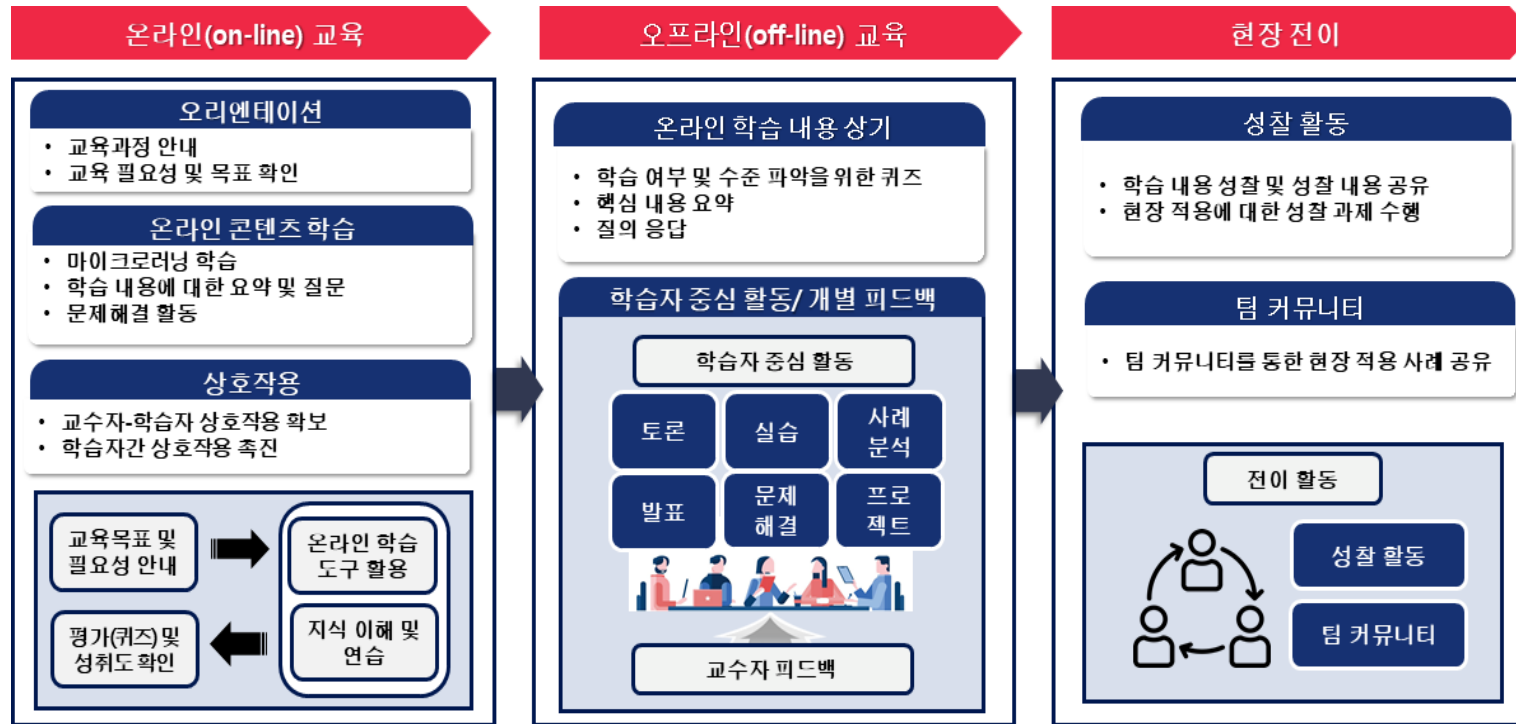 온라인(on-line) 교육
오프라인(off-line) 교육
현장 전이
오리엔테이션
• 교육과정 안내
• 교육 필요성 및 목표 확인
온라인 콘텐츠 학습
• 마이크로러닝 학습
• 학습 내용에 대한 요약 및 질문
• 문제해결 활동
상호작용
• 교수자-학습자 상호작용 확보
• 학습자간 상호작용 촉진
교육목표 및
필요성 안내
온라인 학습
도구 활용
평가(퀴즈) 및
성취도 확인
지식 이해 및
연습
온라인 학습 내용 상기
• 학습 여부 및 수준 파악을 위한 퀴즈
• 핵심 내용 요약
• 질의 응답
학습자 중심 활동/ 개별 피드백
학습자 중심 활동
토론
실습
사례
분석
발표
문제
해결
프로
젝트
교수자 피드백
성찰 활동
• 학습 내용 성찰 및 성찰 내용 공유
• 현장 적용에 대한 성찰 과제 수행
팀 커뮤니티
• 팀 커뮤니티를 통한 현장 적용 사례 공유
전이 활동
성찰 활동
팀 커뮤니티